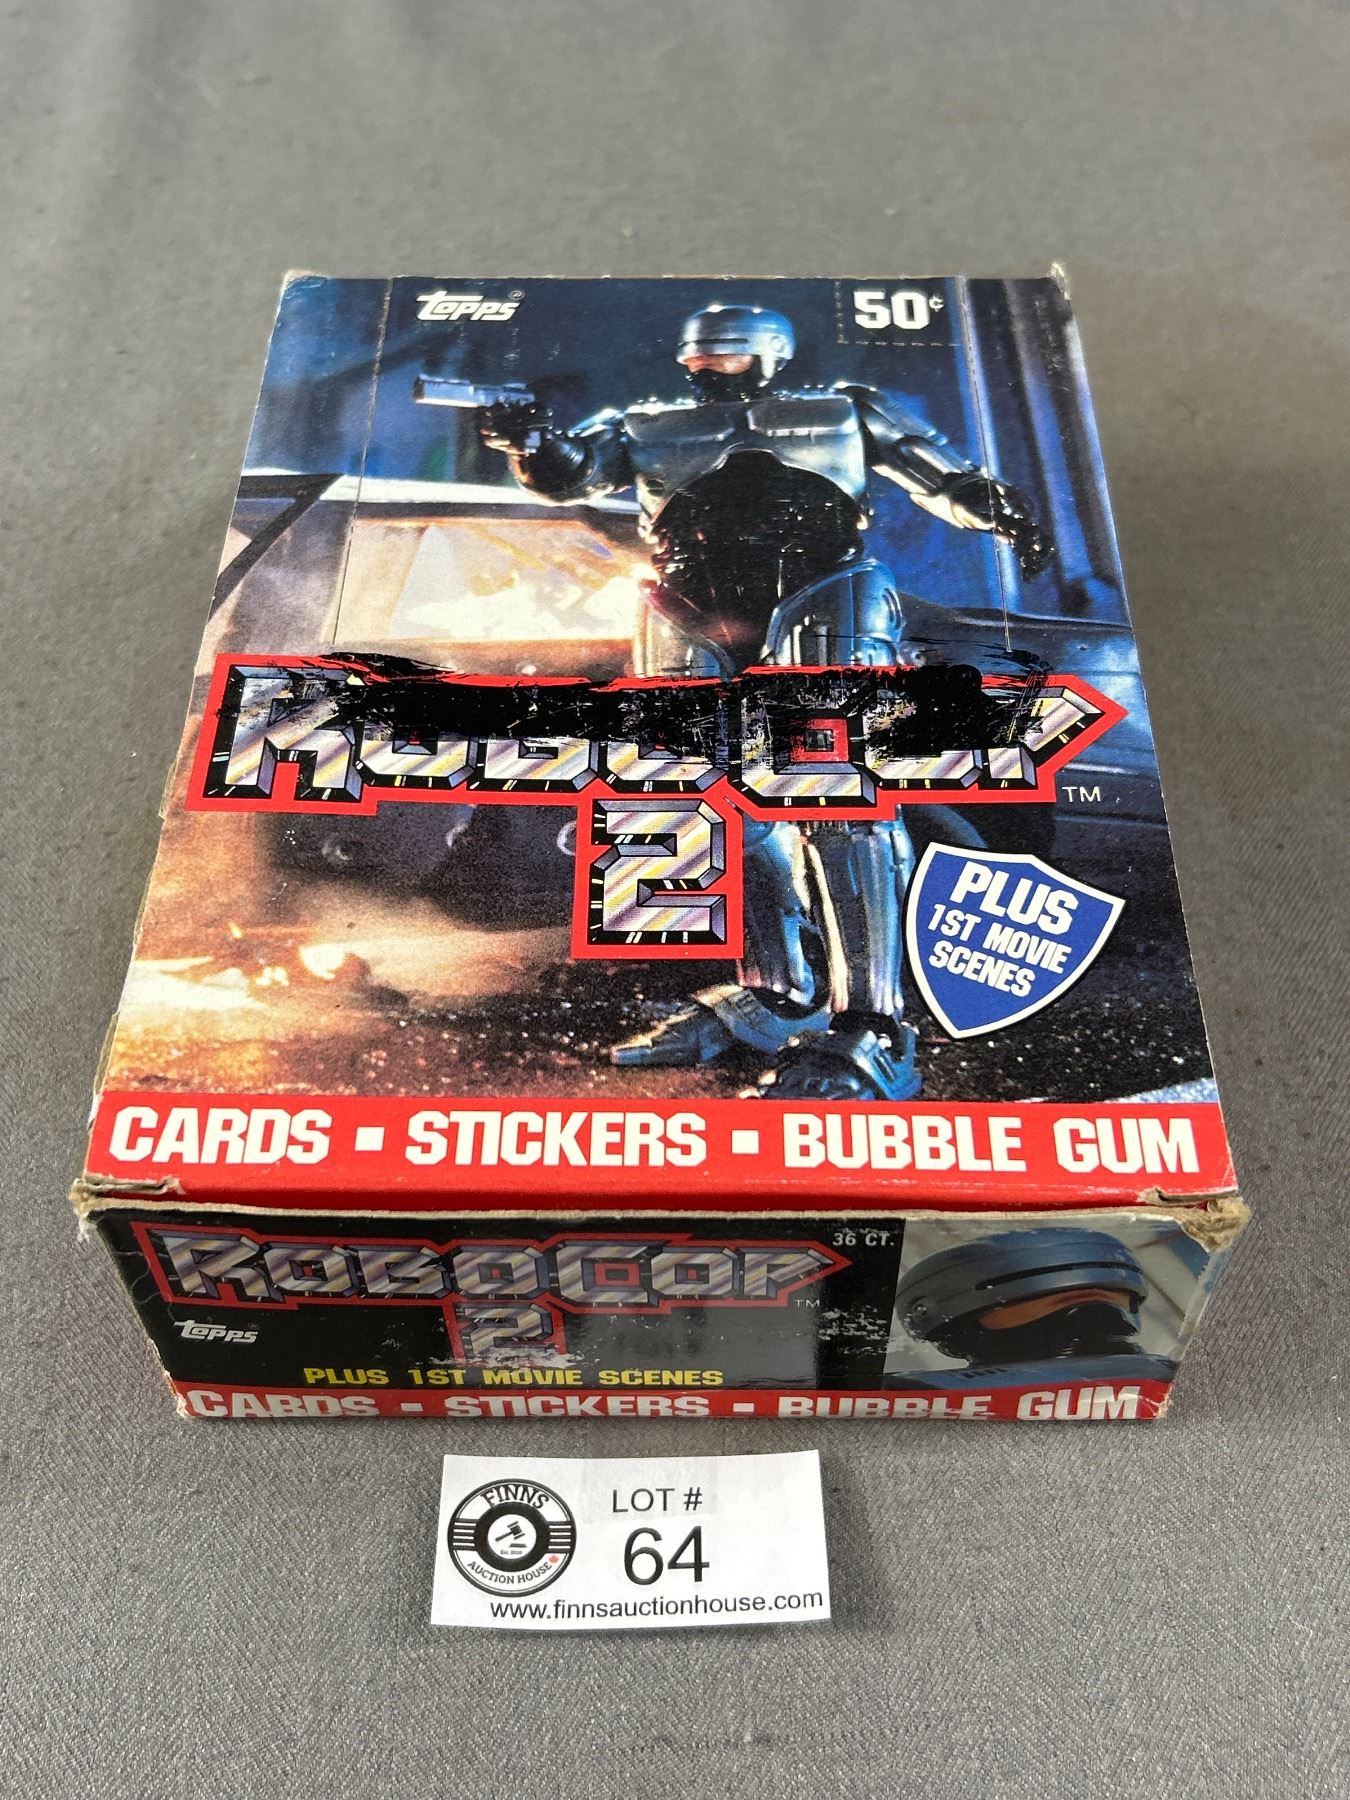 topps®
50¢
ROBOCOP
2 ™
PLUS
1ST MOVIE
SCENES
CARDS ▪ STICKERS ▪ BUBBLE GUM
ROBOCOP
2 ™
36 CT.
topps®
PLUS 1ST MOVIE SCENES
CARDS ▪ STICKERS ▪ BUBBLE GUM
FINNS
AUCTION HOUSE
LOT #
64
www.finnsauctionhouse.com